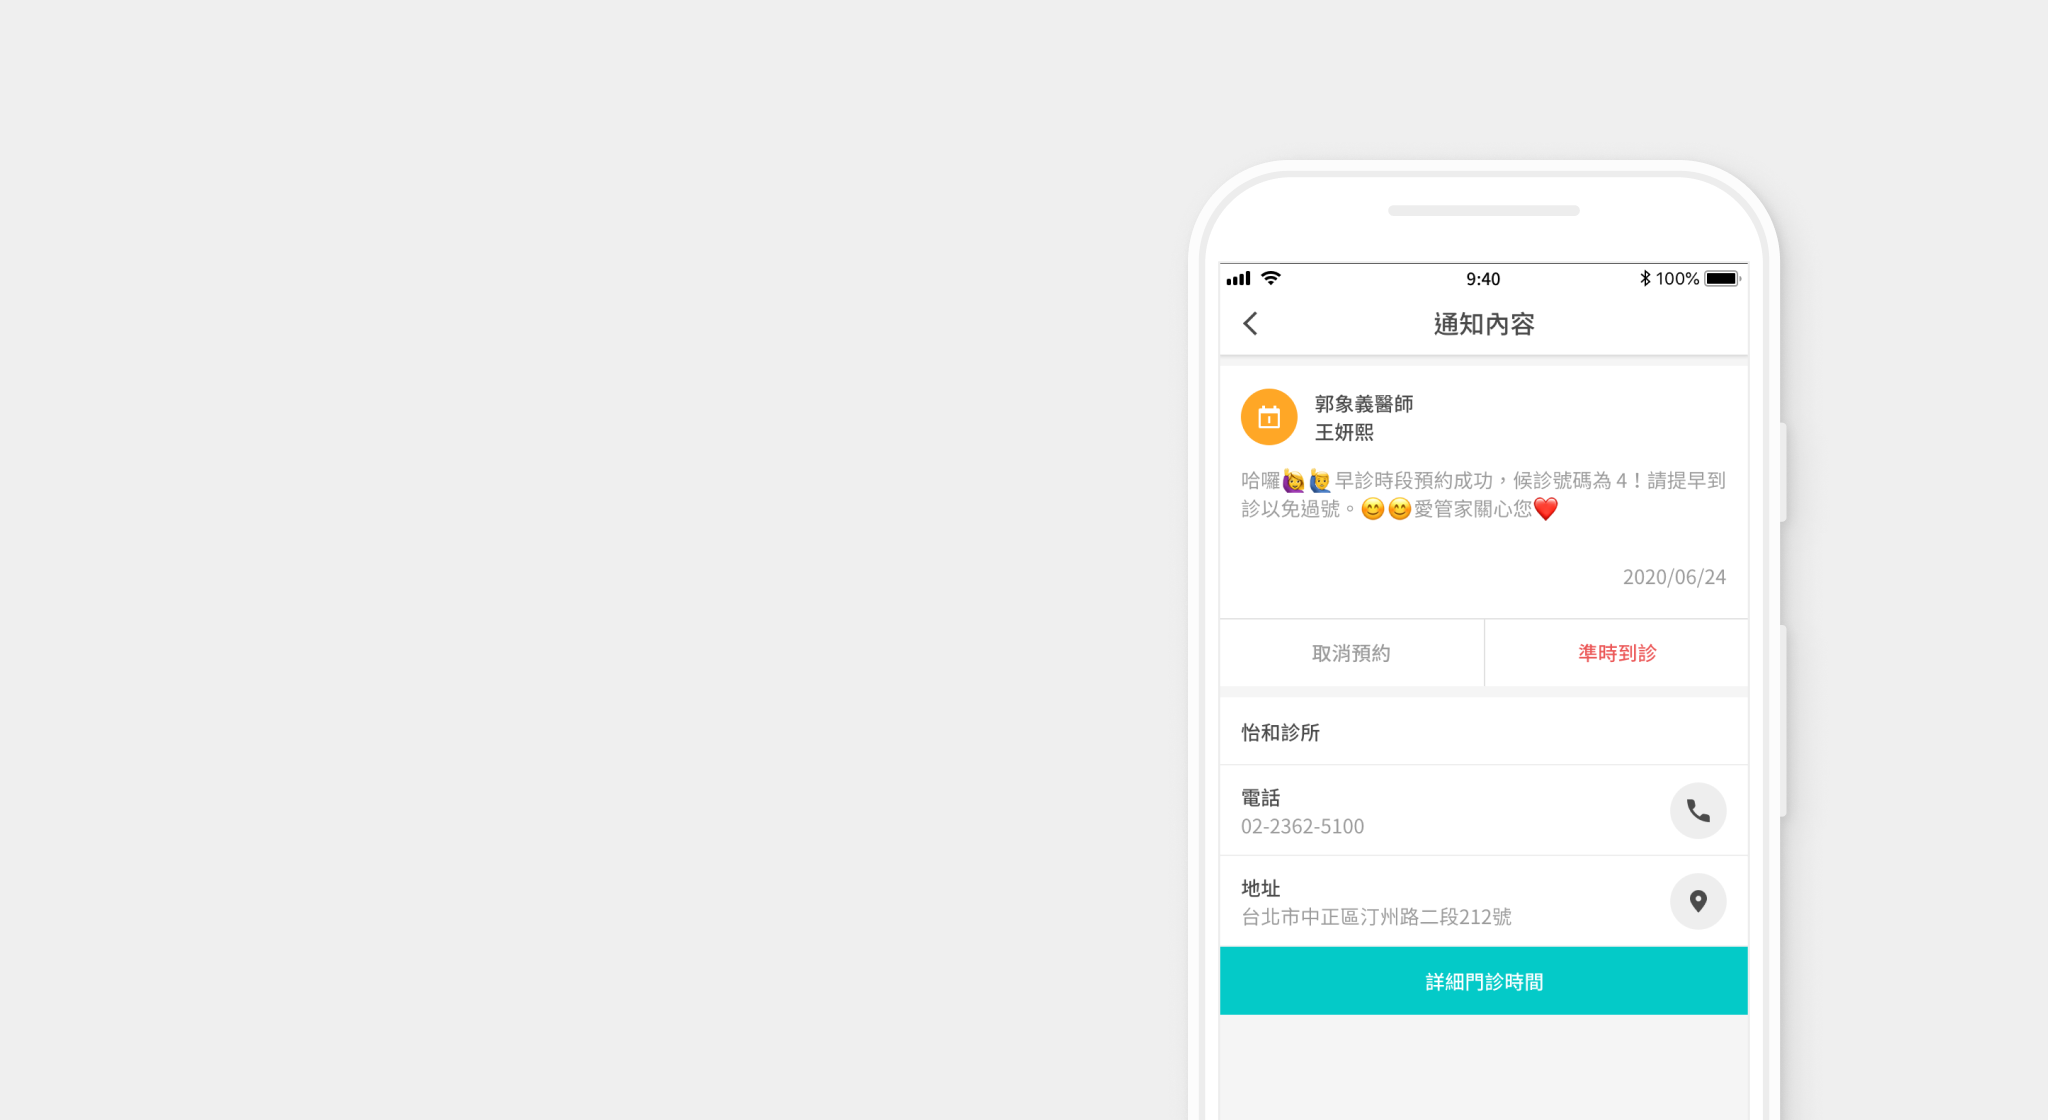 9:40
100%
通知內容
郭象義醫師
王妍熙
哈囉🙋‍♀️🙋‍♂️早診時段預約成功，候診號碼為 4！請提早到
診以免過號。😊😊愛管家關心您❤️
2020/06/24
取消預約
準時到診
怡和診所
電話
02-2362-5100
地址
台北市中正區汀州路二段212號
詳細門診時間